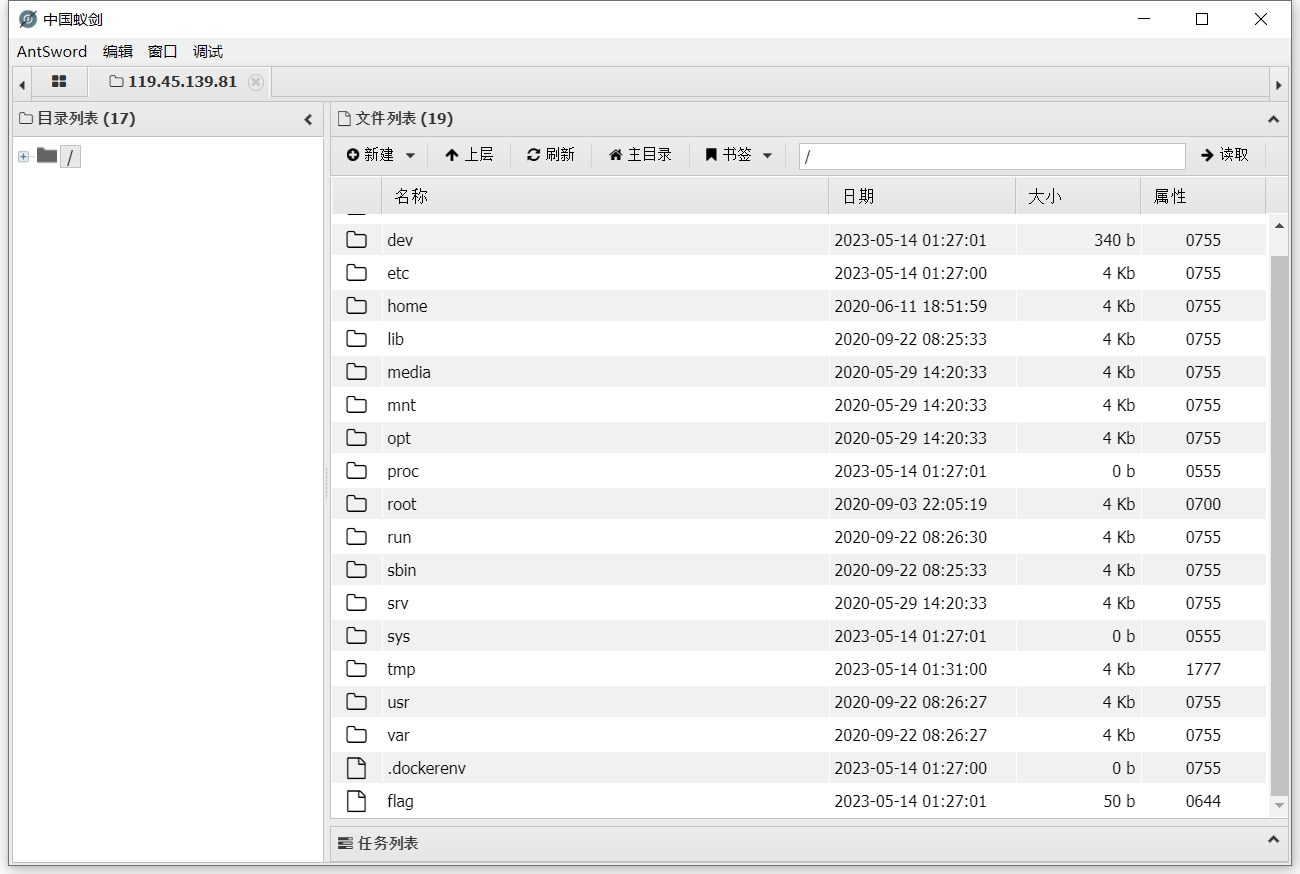 中国蚁剑
AntSword 编辑 窗口 调试
119.45.139.81
目录列表 (17)
文件列表 (19)
新建 上层 刷新 主目录 书签 / 读取
/
名称 日期 大小 属性
dev 2023-05-14 01:27:01 340 b 0755
etc 2023-05-14 01:27:00 4 Kb 0755
home 2020-06-11 18:51:59 4 Kb 0755
lib 2020-09-22 08:25:33 4 Kb 0755
media 2020-05-29 14:20:33 4 Kb 0755
mnt 2020-05-29 14:20:33 4 Kb 0755
opt 2020-05-29 14:20:33 4 Kb 0755
proc 2023-05-14 01:27:01 0 b 0555
root 2020-09-03 22:05:19 4 Kb 0700
run 2020-09-22 08:26:30 4 Kb 0755
sbin 2020-09-22 08:25:33 4 Kb 0755
srv 2020-05-29 14:20:33 4 Kb 0755
sys 2023-05-14 01:27:01 0 b 0555
tmp 2023-05-14 01:31:00 4 Kb 1777
usr 2020-09-22 08:26:27 4 Kb 0755
var 2020-09-22 08:26:27 4 Kb 0755
.dockerenv 2023-05-14 01:27:00 0 b 0755
flag 2023-05-14 01:27:01 50 b 0644
任务列表